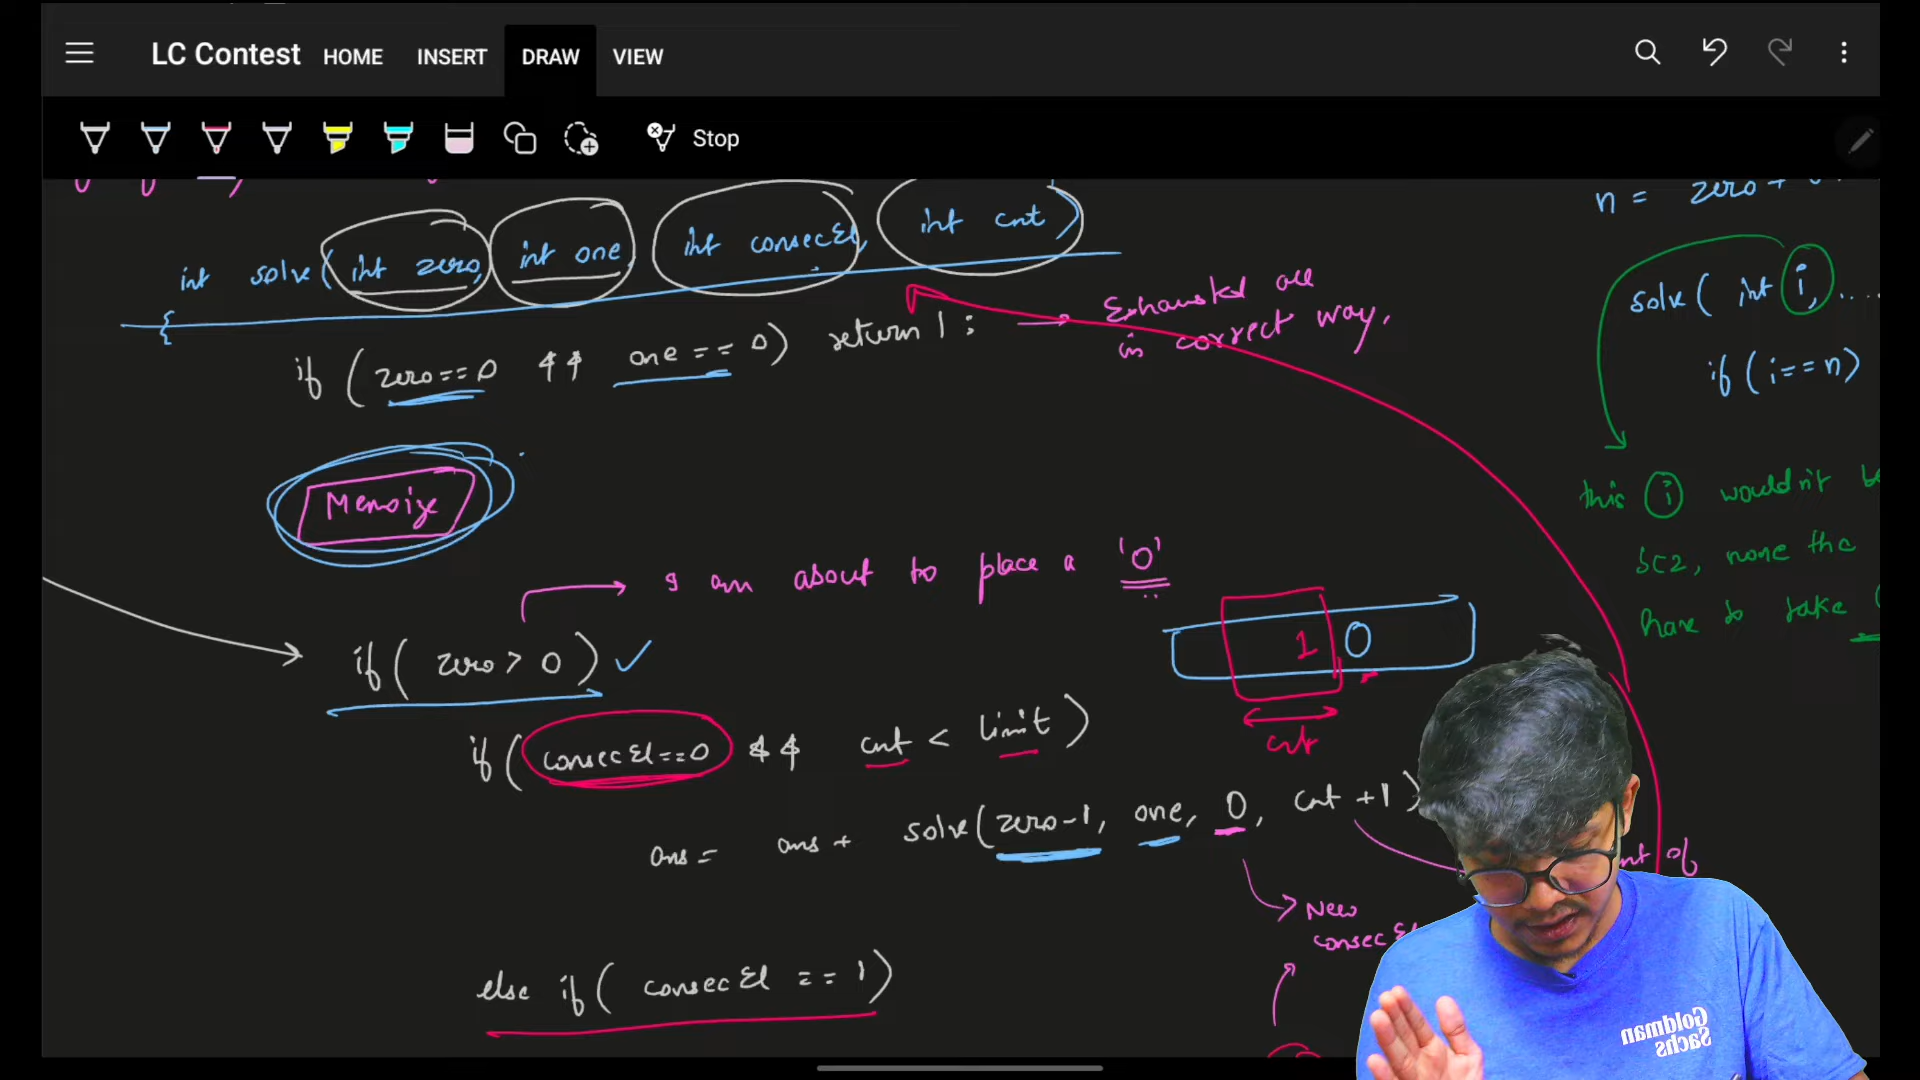 LC Contest HOME INSERT DRAW VIEW
Stop
n = zero +
int solve( int zero, int one, int consecEl, int cnt )
{
if ( zero==0 && one == 0) return 1 ;
Exhausted all
in correct way.
solve( int i, ....
if ( i==n)
Memoize
this i wouldn't
none the
have to take
I am about to place a '0'
if( zero > 0 )
1 0
cnt
if( consecEl==0 && cnt < limit )
ans = ans + solve( zero-1, one, 0, cnt +1 )
of
New
consec
else if( consecEl == 1 )
Goldman
Sachs